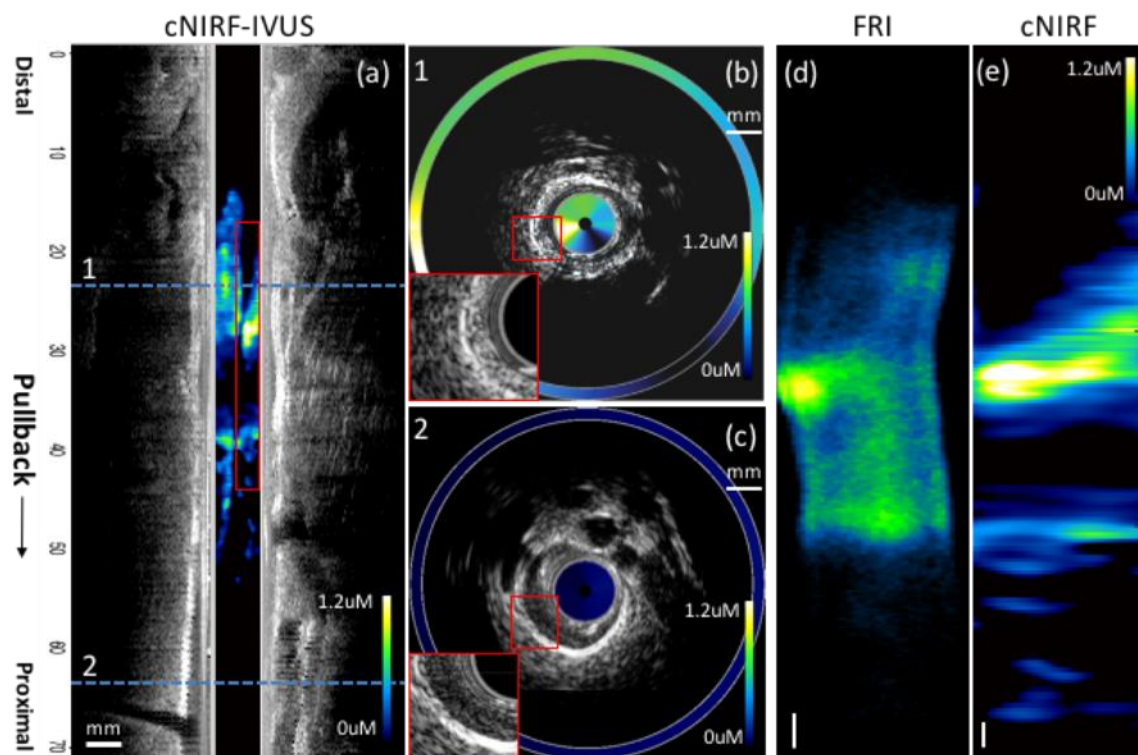 cNIRF-IVUS
FRI
cNIRF
Distal
Pullback
Proximal
0
10
20
30
40
50
60
70
(a)
1
2
mm
1.2uM
0uM
1
(b)
mm
1.2uM
0uM
2
(c)
mm
1.2uM
0uM
(d)
(e)
1.2uM
0uM